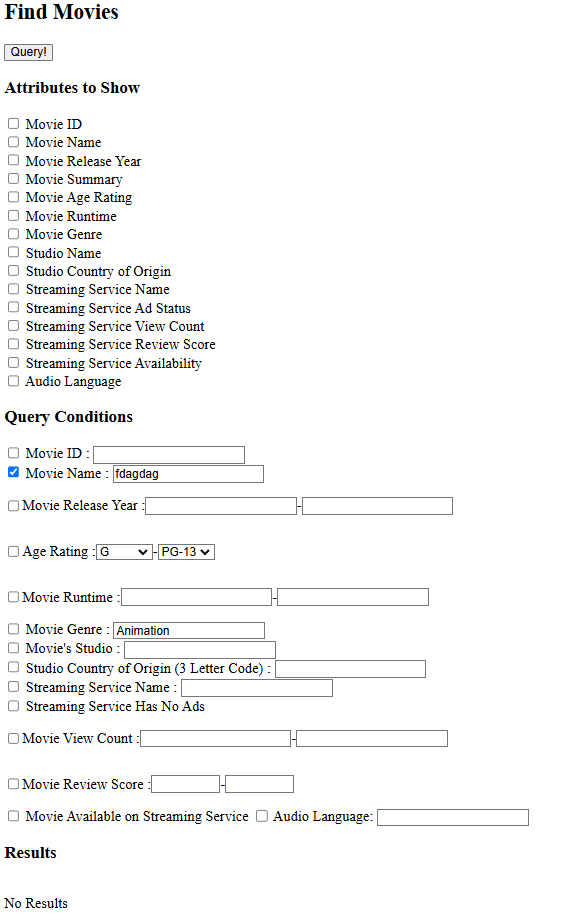 Find Movies
Query!
Attributes to Show
Movie ID
Movie Name
Movie Release Year
Movie Summary
Movie Age Rating
Movie Runtime
Movie Genre
Studio Name
Studio Country of Origin
Streaming Service Name
Streaming Service Ad Status
Streaming Service View Count
Streaming Service Review Score
Streaming Service Availability
Audio Language
Query Conditions
Movie ID :
Movie Name : fdagdag
Movie Release Year : -
Age Rating : G - PG-13
Movie Runtime : -
Movie Genre : Animation
Movie's Studio :
Studio Country of Origin (3 Letter Code) :
Streaming Service Name :
Streaming Service Has No Ads
Movie View Count : -
Movie Review Score : -
Movie Available on Streaming Service Audio Language:
Results
No Results